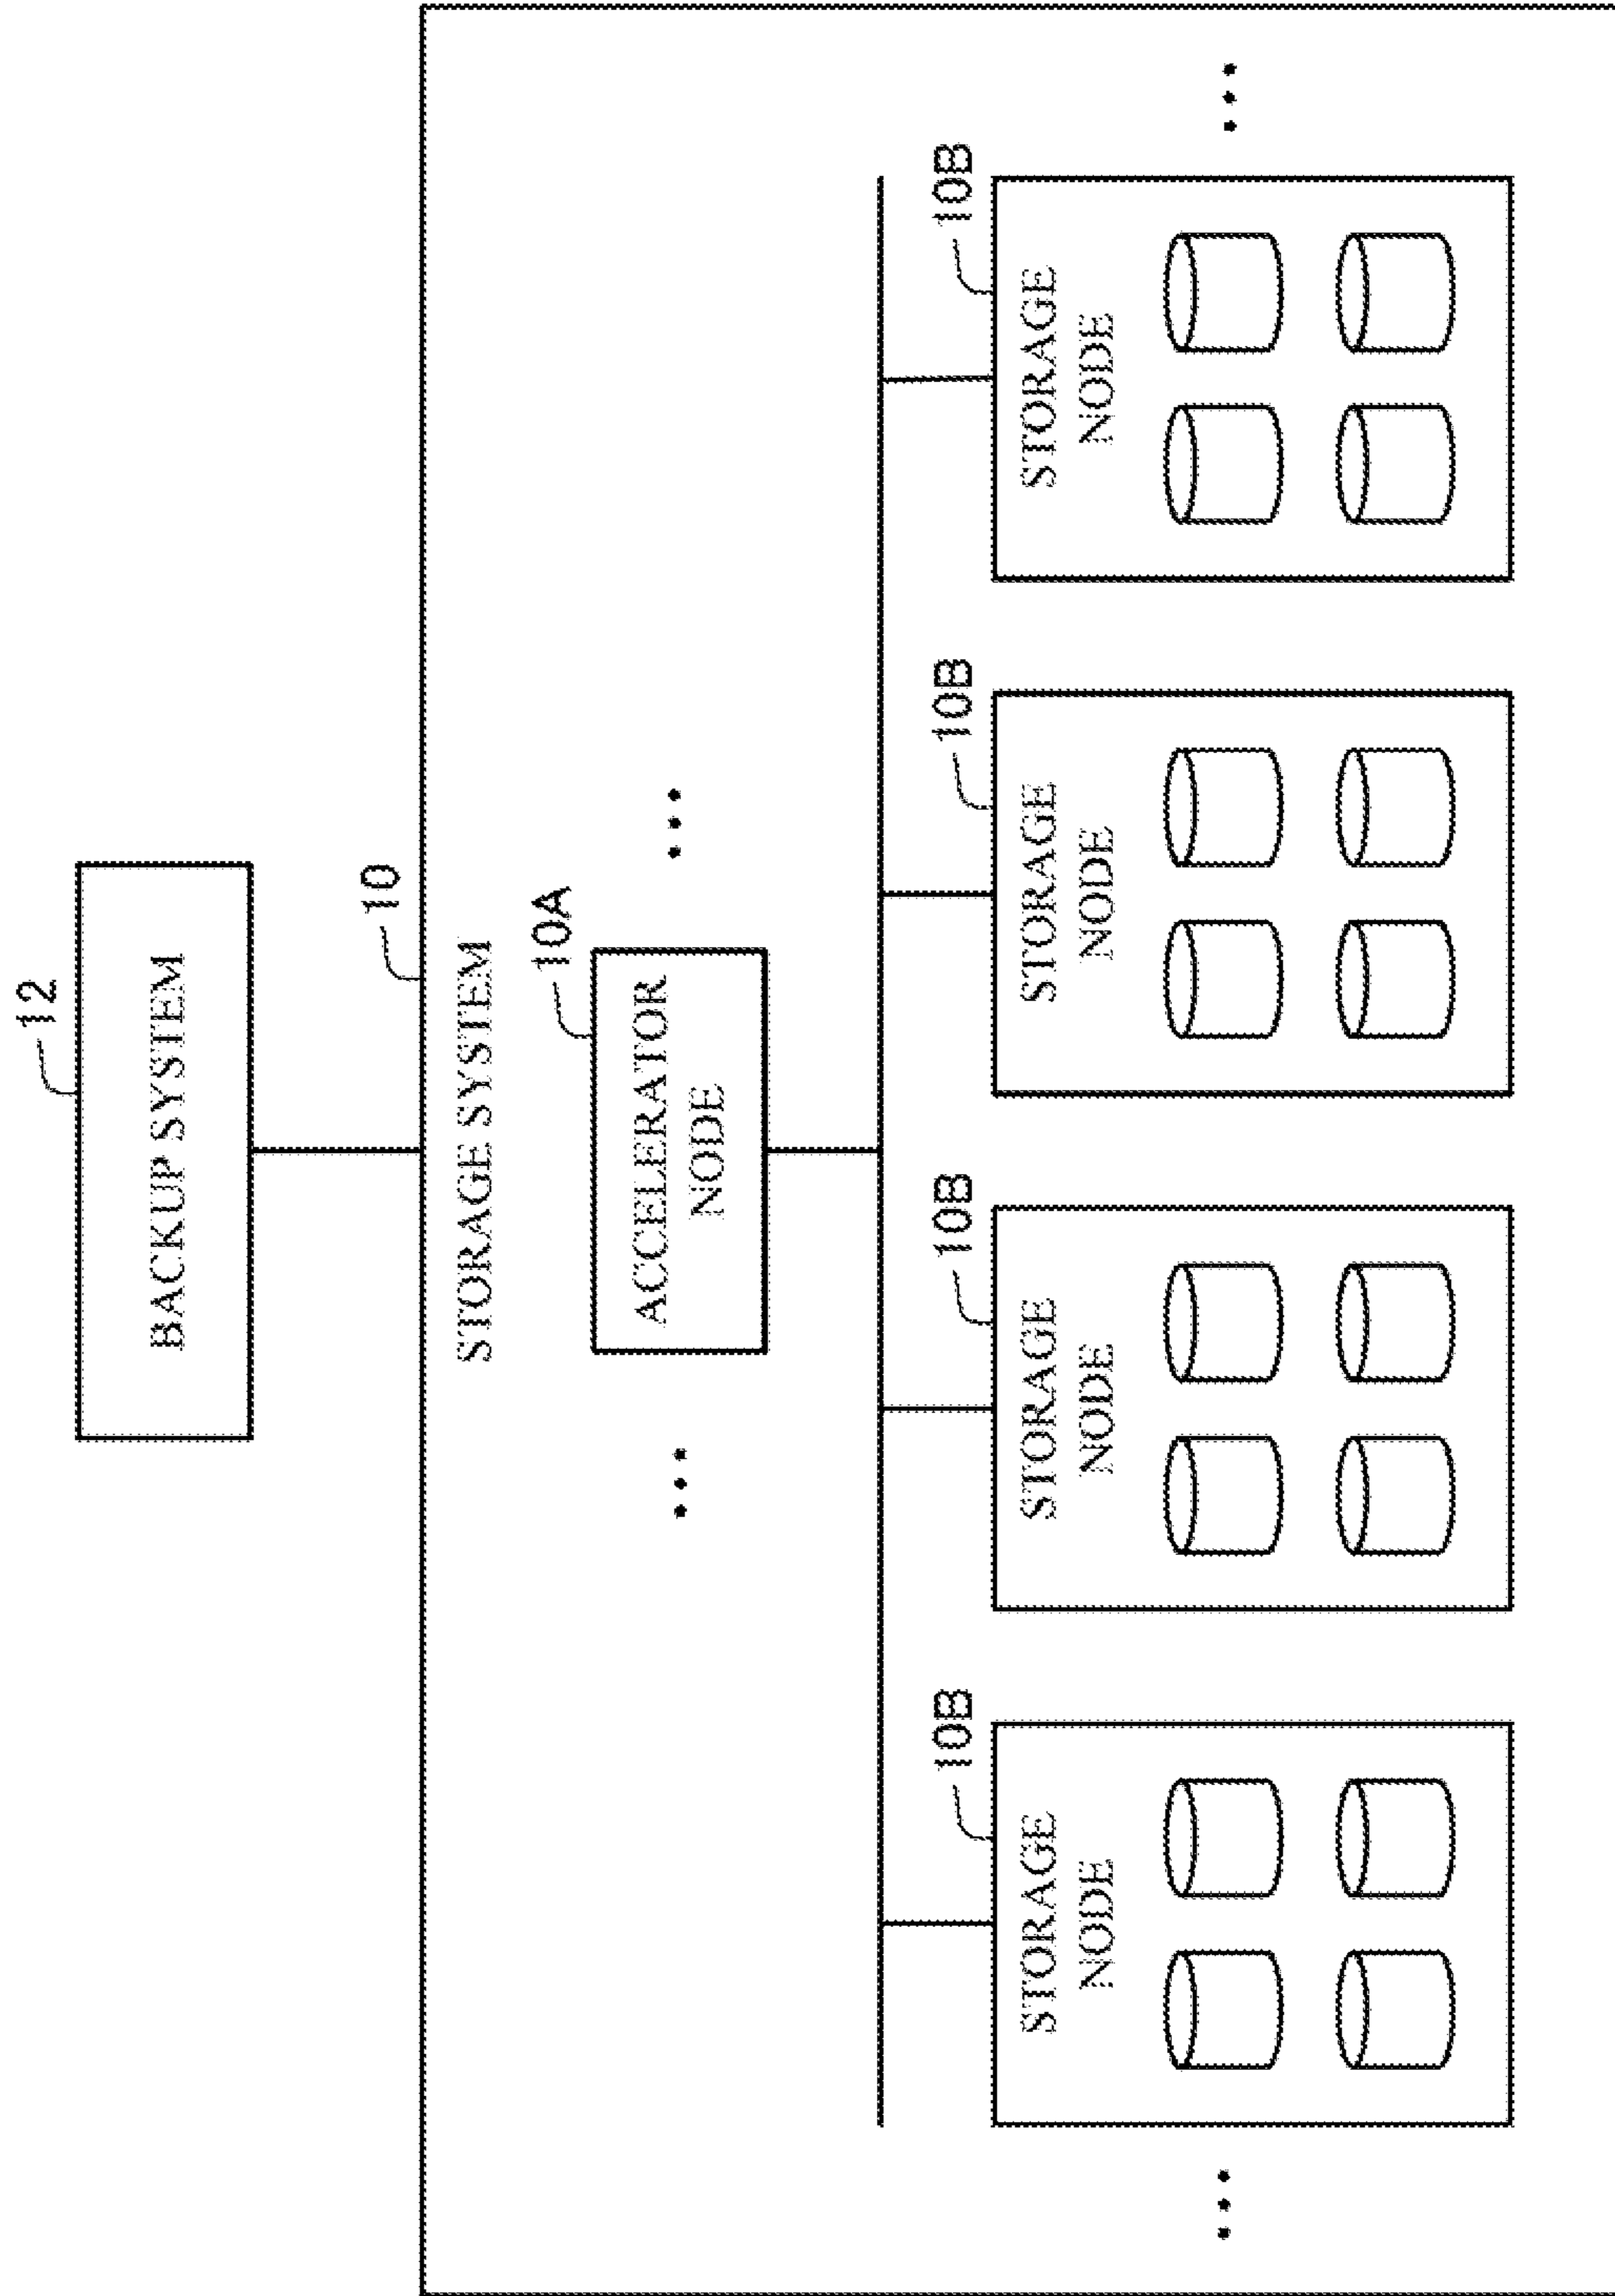 12
BACKUP SYSTEM
10
STORAGE SYSTEM
10A
ACCELERATOR
NODE
10B
STORAGE
NODE
10B
STORAGE
NODE
10B
STORAGE
NODE
10B
STORAGE
NODE